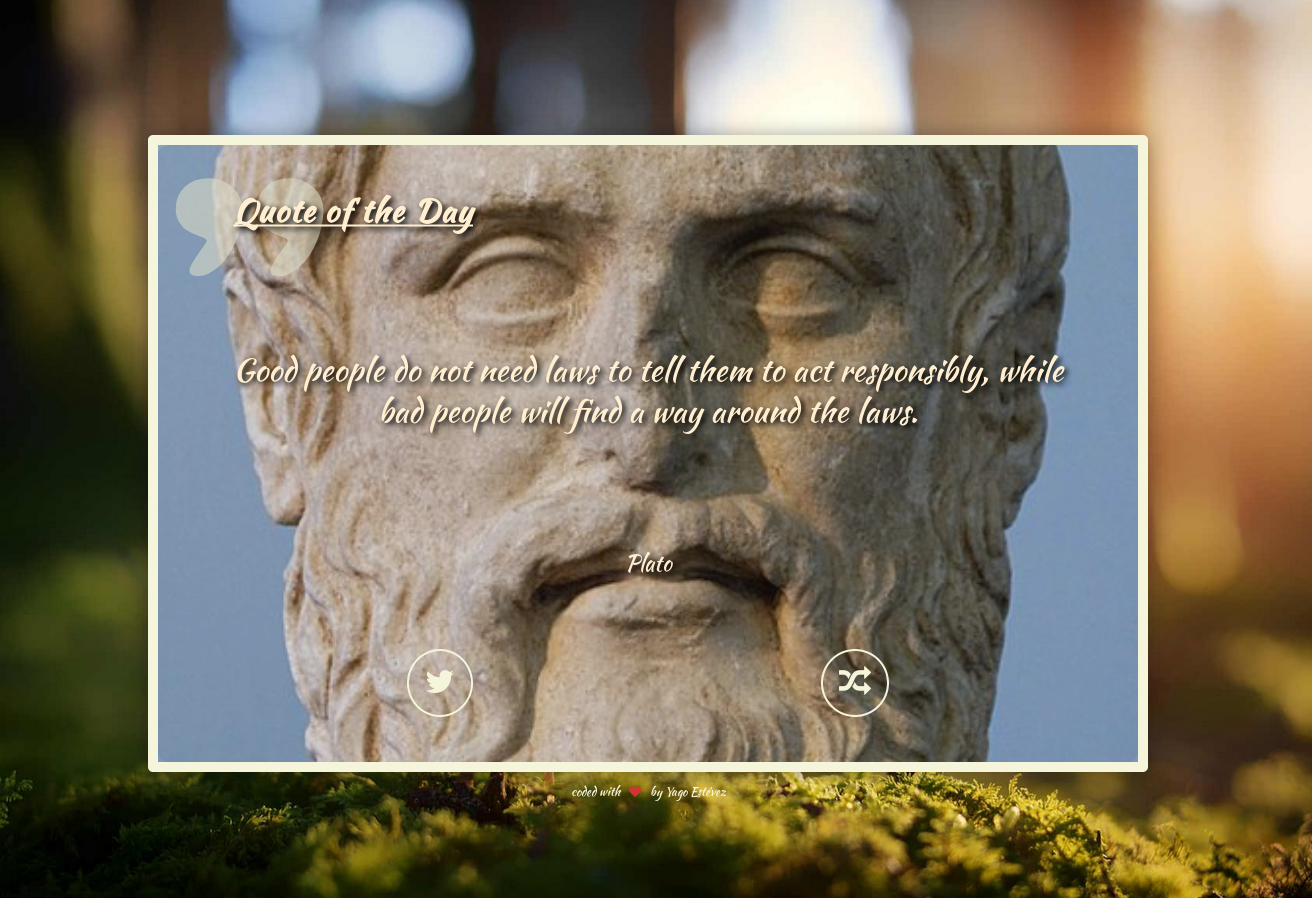 Quote of the Day
Good people do not need laws to tell them to act responsibly, while
bad people will find a way around the laws.
Plato
coded with ♥ by Yago Estévez